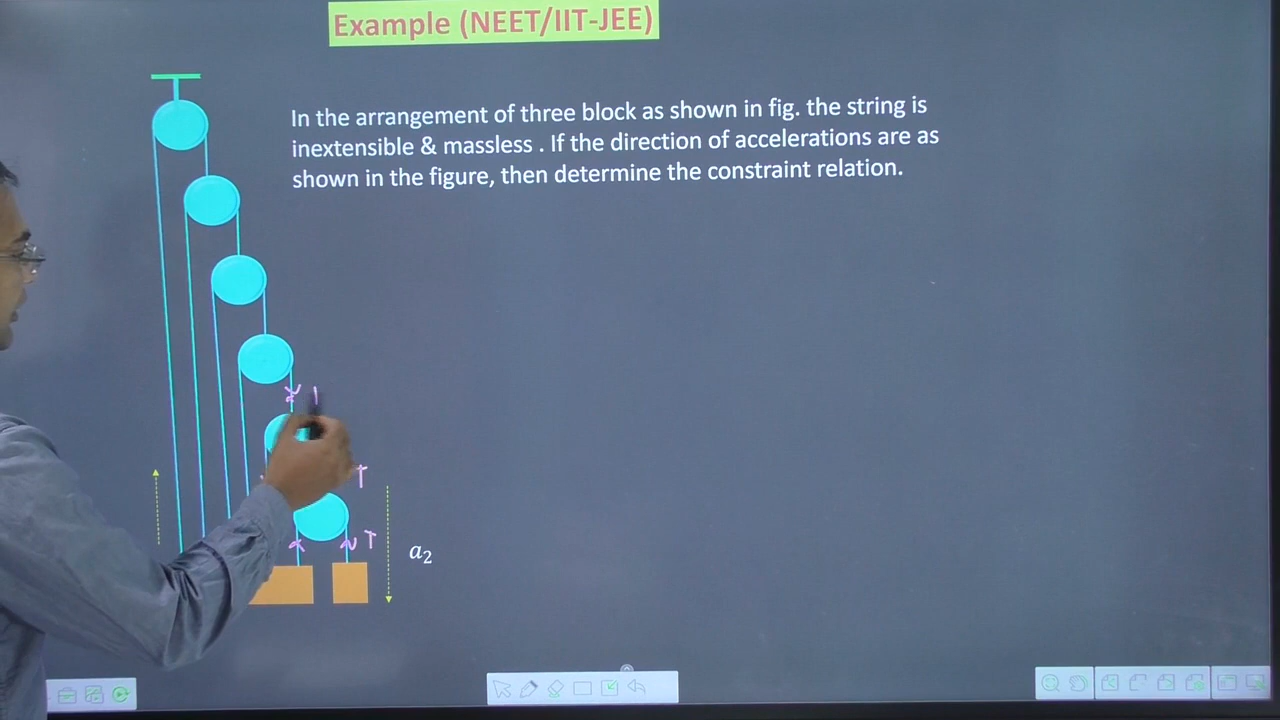 Example (NEET/IIT-JEE)
In the arrangement of three block as shown in fig. the string is
inextensible & massless . If the direction of accelerations are as
shown in the figure, then determine the constraint relation.
T
T
a₂